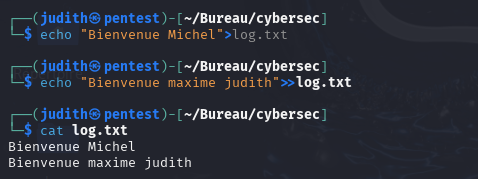 ┌──(judith㉿pentest)-[~/Bureau/cybersec]
└─$ echo "Bienvenue Michel">log.txt
┌──(judith㉿pentest)-[~/Bureau/cybersec]
└─$ echo "Bienvenue maxime judith">>log.txt
┌──(judith㉿pentest)-[~/Bureau/cybersec]
└─$ cat log.txt
Bienvenue Michel
Bienvenue maxime judith